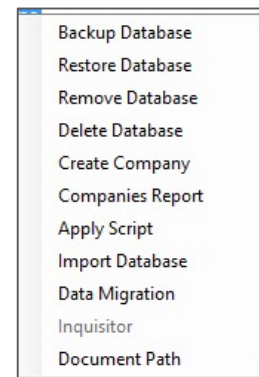 Backup Database
Restore Database
Remove Database
Delete Database
Create Company
Companies Report
Apply Script
Import Database
Data Migration
Inquisitor
Document Path